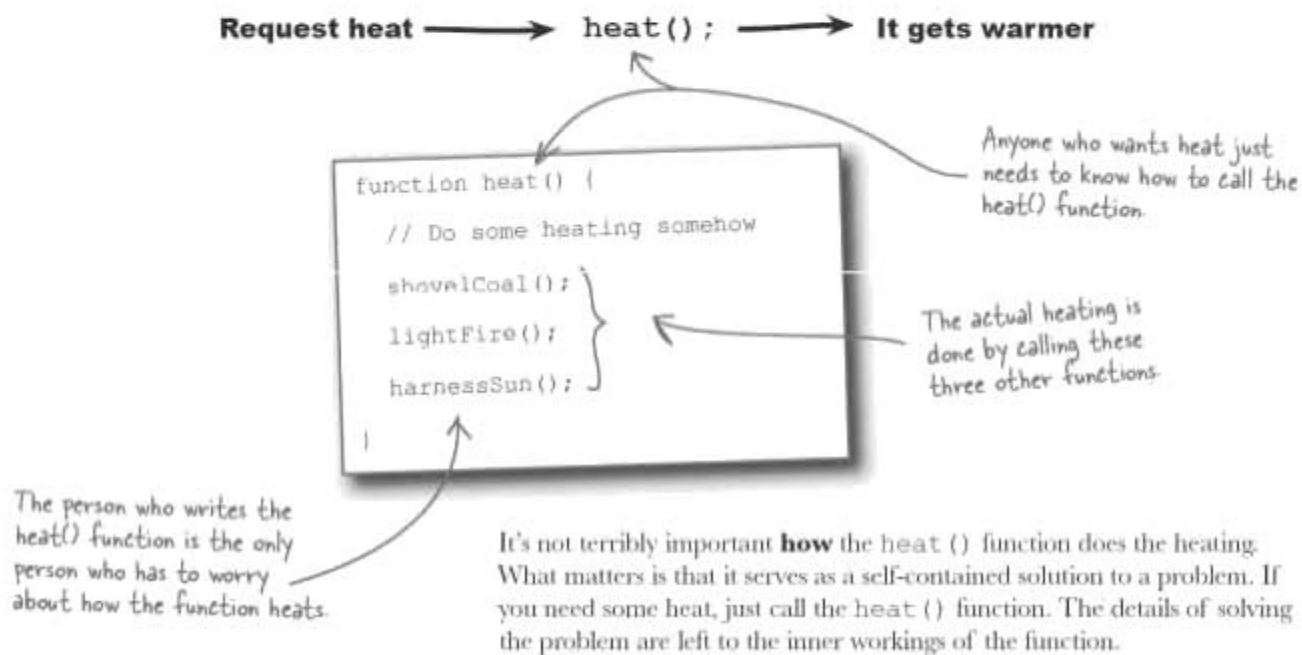 Request heat heat(); It gets warmer
Anyone who wants heat just
needs to know how to call the
heat() function.
function heat() {
// Do some heating somehow
shovelCoal();
lightFire();
harnessSun();
}
The actual heating is
done by calling these
three other functions.
The person who writes the
heat() function is the only
person who has to worry
about how the function heats.
It's not terribly important how the heat() function does the heating.
What matters is that it serves as a self-contained solution to a problem. If
you need some heat, just call the heat() function. The details of solving
the problem are left to the inner workings of the function.